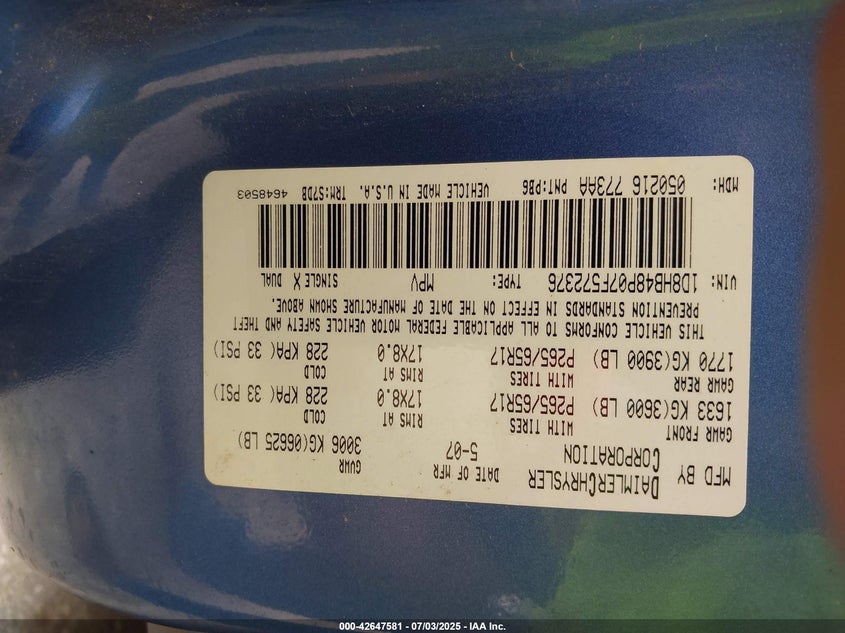 MFD BY DAIMLERCHRYSLER CORPORATION DATE OF MFR 5-07 GVWR 3006 KG(06625 LB)
GAWR FRONT WITH TIRES RIMS AT COLD
1633 KG(3600 LB) P265/65R17 17X8.0 228 KPA(33 PSI)
GAWR REAR WITH TIRES RIMS AT COLD
1770 KG(3900 LB) P265/65R17 17X8.0 228 KPA(33 PSI)
THIS VEHICLE CONFORMS TO ALL APPLICABLE FEDERAL MOTOR VEHICLE SAFETY AND THEFT
PREVENTION STANDARDS IN EFFECT ON THE DATE OF MANUFACTURE SHOWN ABOVE.
VIN: 1D8HB48P07F572376 TYPE: MPV SINGLE X DUAL
MDH: 050216 773AA PNT:PB6 VEHICLE MADE IN U.S.A. TRM:S7DB 4648503
000-42647581 - 07/03/2025 - IAA Inc.